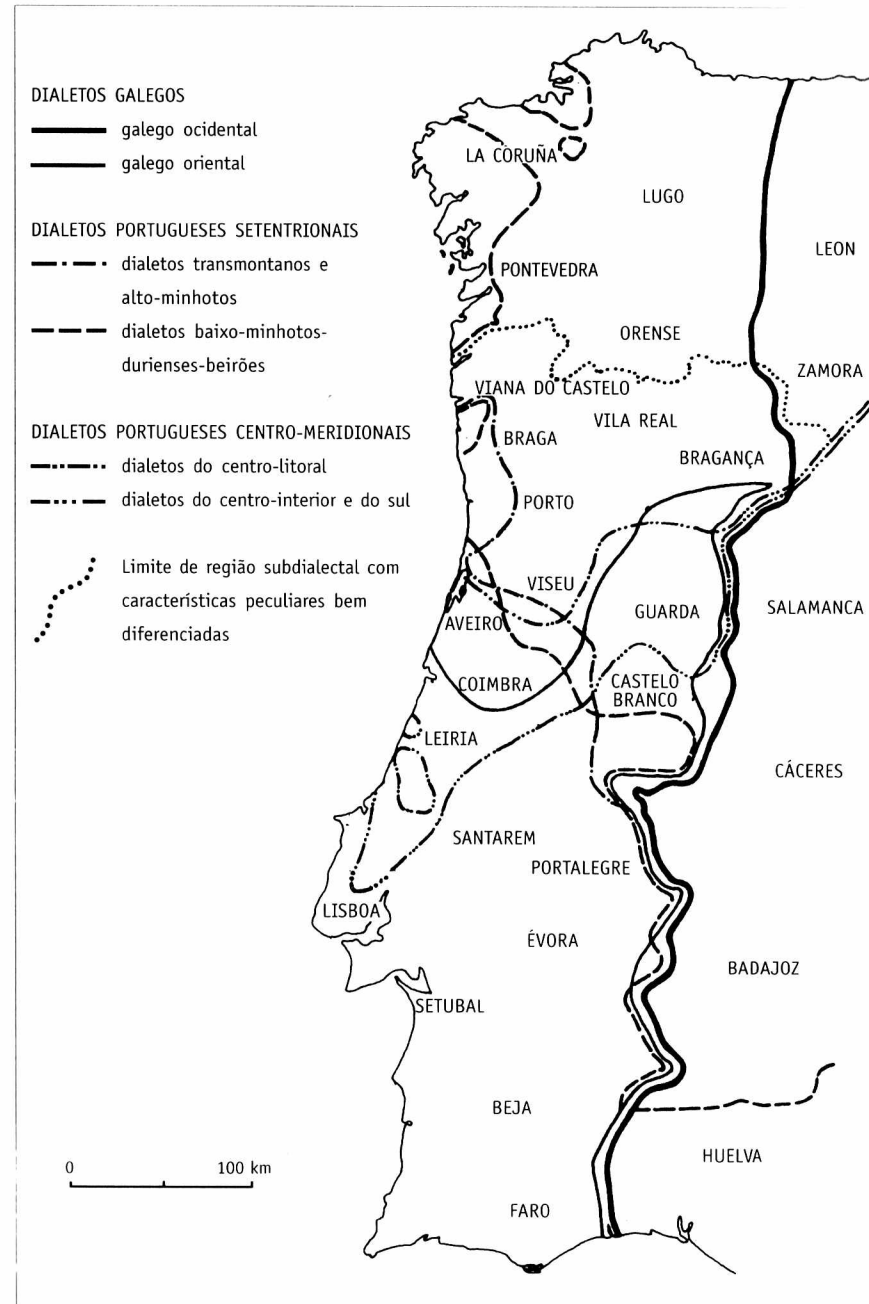 DIALETOS GALEGOS
galego ocidental
galego oriental
DIALETOS PORTUGUESES SETENTRIONAIS
dialetos transmontanos e
alto-minhotos
dialetos baixo-minhotos-
durienses-beirões
DIALETOS PORTUGUESES CENTRO-MERIDIONAIS
dialetos do centro-litoral
dialetos do centro-interior e do sul
Limite de região subdialectal com
características peculiares bem
diferenciadas
LA CORUÑA
LUGO
LEON
PONTEVEDRA
ORENSE
ZAMORA
VIANA DO CASTELO
VILA REAL
BRAGA
BRAGANÇA
PORTO
VISEU
GUARDA
SALAMANCA
AVEIRO
COIMBRA
CASTELO
BRANCO
LEIRIA
CÁCERES
SANTAREM
PORTALEGRE
LISBOA
ÉVORA
BADAJOZ
SETUBAL
BEJA
HUELVA
FARO
0 100 km